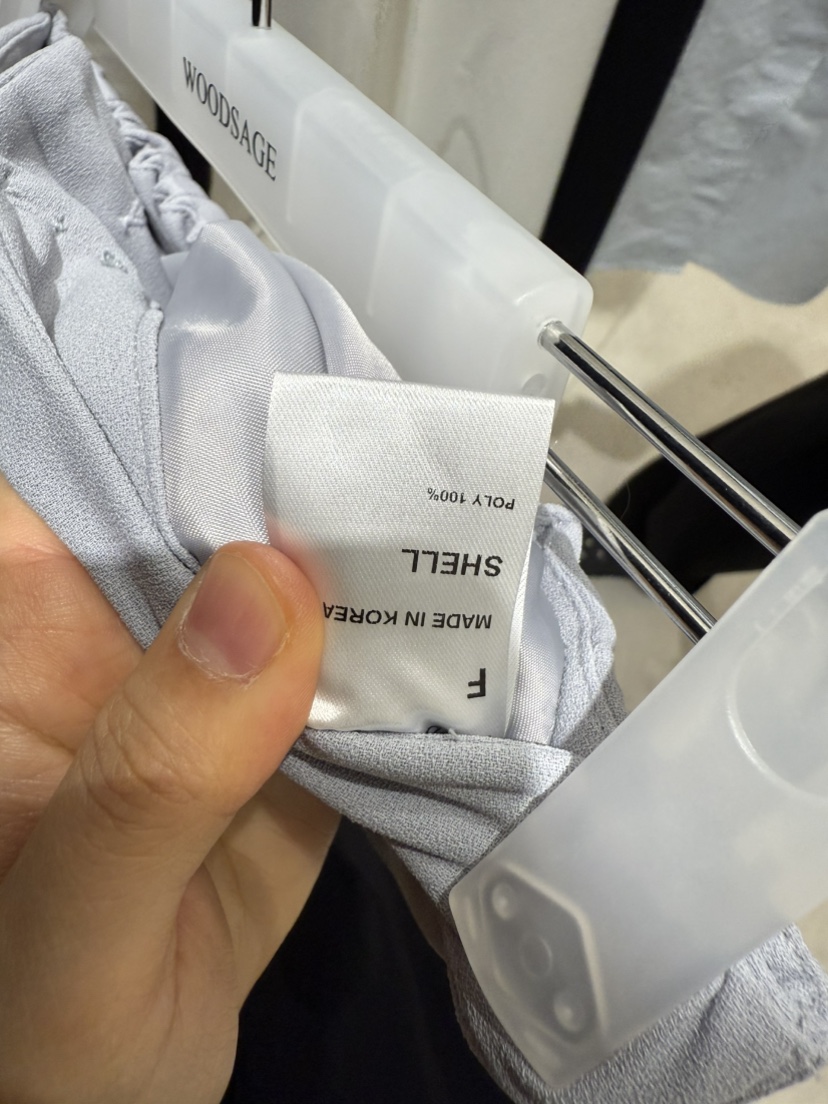 WOODSAGE
F
MADE IN KOREA
SHELL
POLY 100%